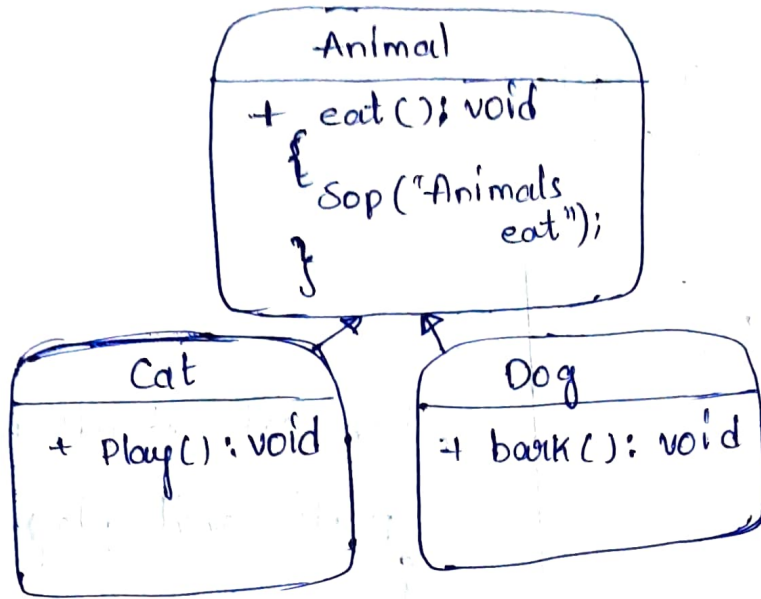 Animal
+ eat(): void
{
Sop("Animals
eat");
}
Cat
+ Play(): void
Dog
+ bark(): void